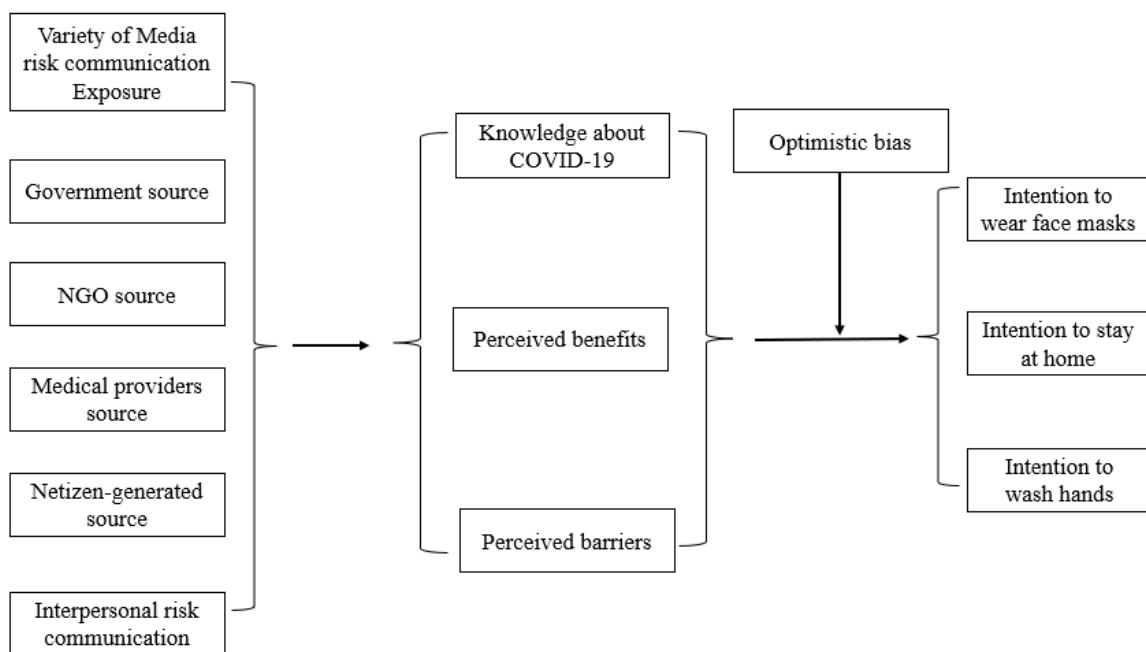 Variety of Media
risk communication
Exposure
Government source
NGO source
Medical providers
source
Netizen-generated
source
Interpersonal risk
communication
Knowledge about
COVID-19
Perceived benefits
Perceived barriers
Optimistic bias
Intention to
wear face masks
Intention to stay
at home
Intention to
wash hands